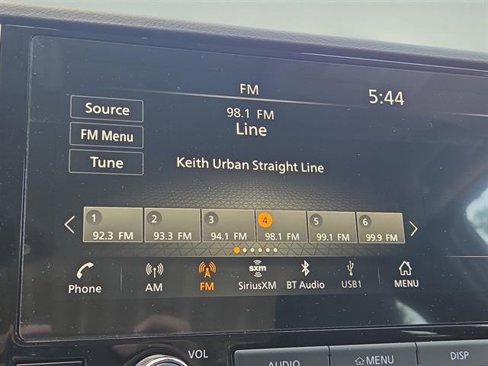 FM
5:44
98.1 FM
Line
Source
FM Menu
Tune
Keith Urban Straight Line
1 2 3 4 5 6
92.3 FM 93.3 FM 94.1 FM 98.1 FM 99.1 FM 99.9 FM
sxm
Phone AM FM SiriusXM BT Audio USB1 MENU
VOL
AUDIO MENU DISP